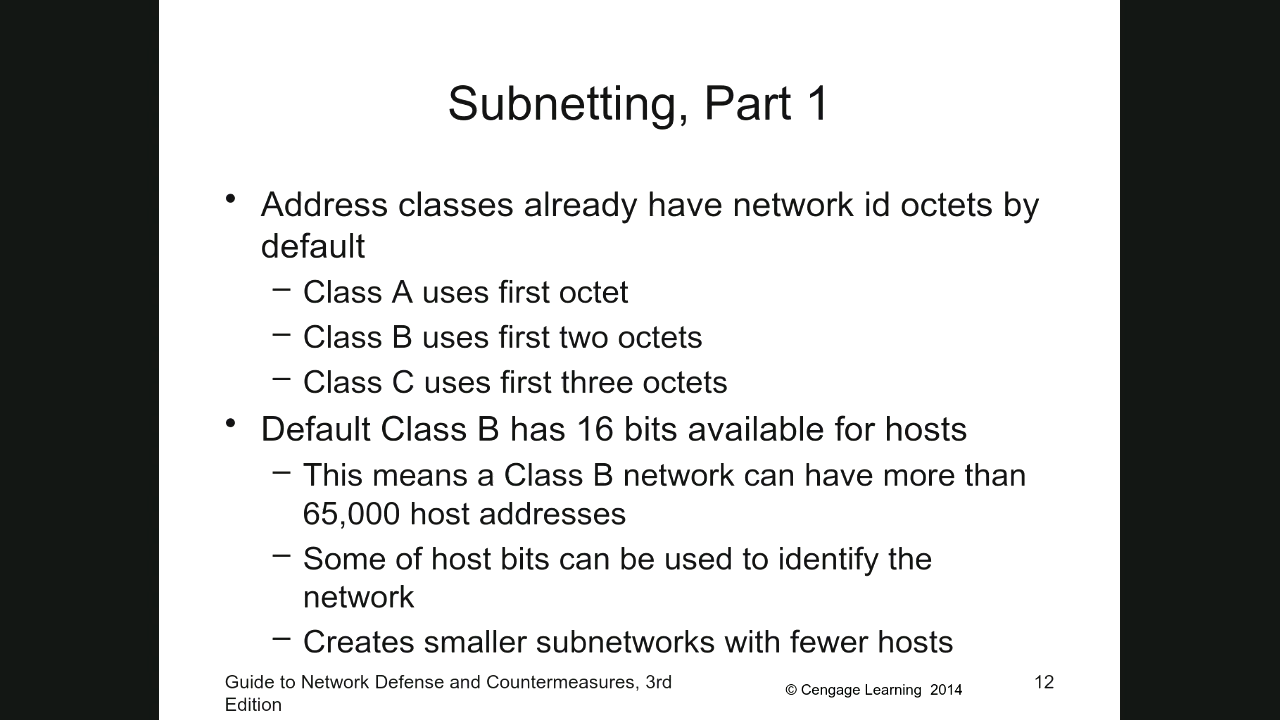 Subnetting, Part 1
• Address classes already have network id octets by
default
– Class A uses first octet
– Class B uses first two octets
– Class C uses first three octets
• Default Class B has 16 bits available for hosts
– This means a Class B network can have more than
65,000 host addresses
– Some of host bits can be used to identify the
network
– Creates smaller subnetworks with fewer hosts
Guide to Network Defense and Countermeasures, 3rd
Edition
© Cengage Learning 2014
12